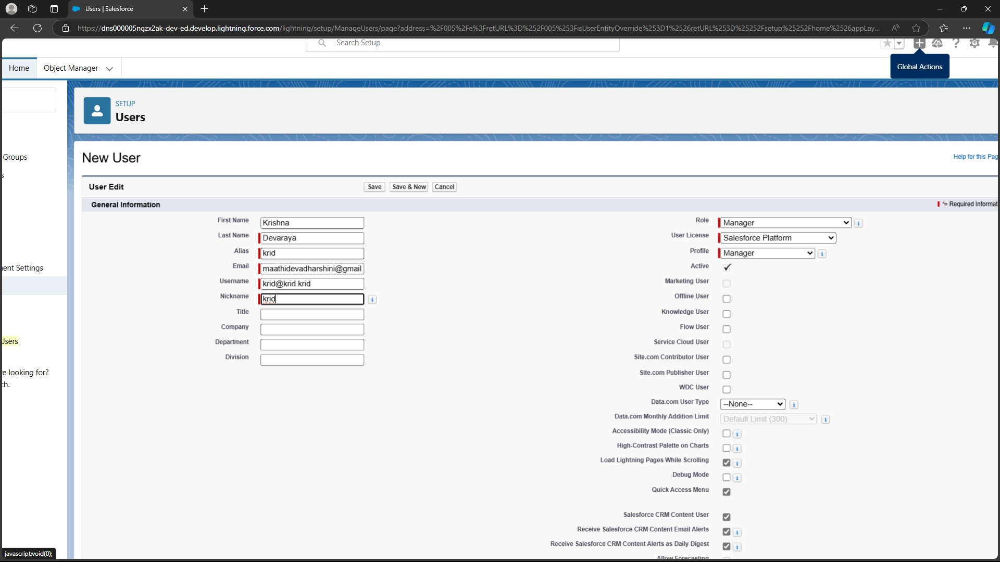 Users | Salesforce
https://dns000005ngzx2ak-dev-ed.develop.lightning.force.com/lightning/setup/ManageUsers/page?address=%2F005%2Fe%3FretURL%3D%252F005%253FisUserEntityOverride%253D1%2526retURL%253D%25252Fsetup%25252Fhome%2526appLay...
Search Setup
Home
Object Manager
Global Actions
SETUP
Users
Groups
s
ent Settings
Users
e looking for?
ch.
New User
Help for this Pag
User Edit
Save
Save & New
Cancel
General Information
= Required Informat
First Name Krishna
Last Name Devaraya
Alias krid
Email maathidevadharshini@gmail
Username krid@krid.krid
Nickname krid
Title
Company
Department
Division
Role Manager
User License Salesforce Platform
Profile Manager
Active
Marketing User
Offline User
Knowledge User
Flow User
Service Cloud User
Site.com Contributor User
Site.com Publisher User
WDC User
Data.com User Type --None--
Data.com Monthly Addition Limit Default Limit (300)
Accessibility Mode (Classic Only)
High-Contrast Palette on Charts
Load Lightning Pages While Scrolling
Debug Mode
Quick Access Menu
Salesforce CRM Content User
Receive Salesforce CRM Content Email Alerts
Receive Salesforce CRM Content Alerts as Daily Digest
Allow Forecasting
javascript:void(0);